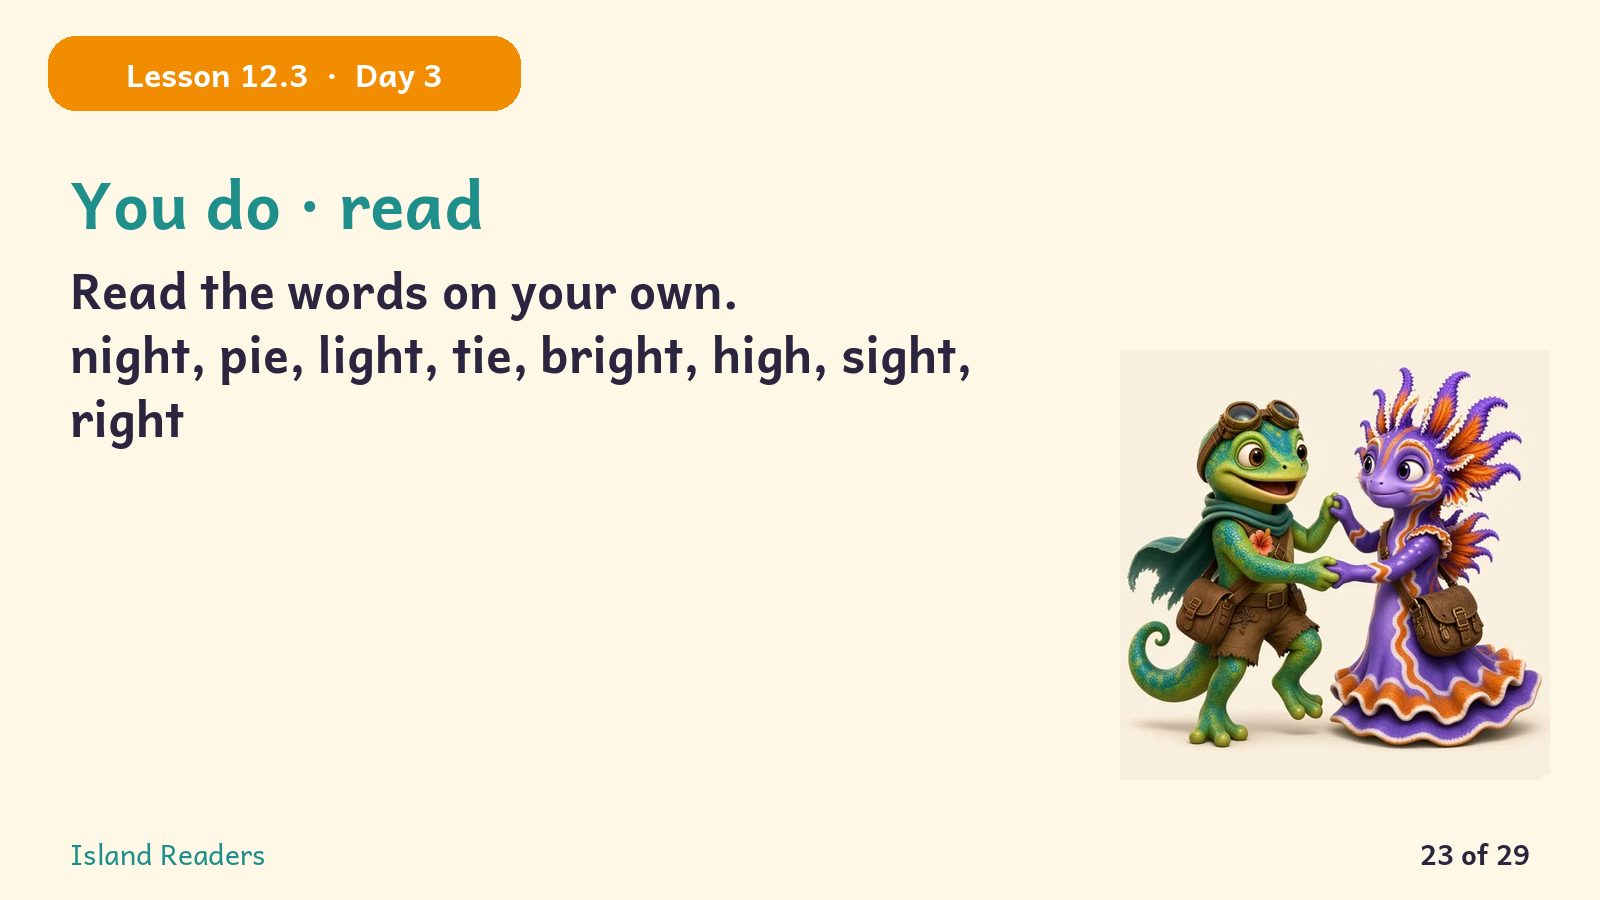 Lesson 12.3 · Day 3
You do · read
Read the words on your own.
night, pie, light, tie, bright, high, sight,
right
Island Readers
23 of 29